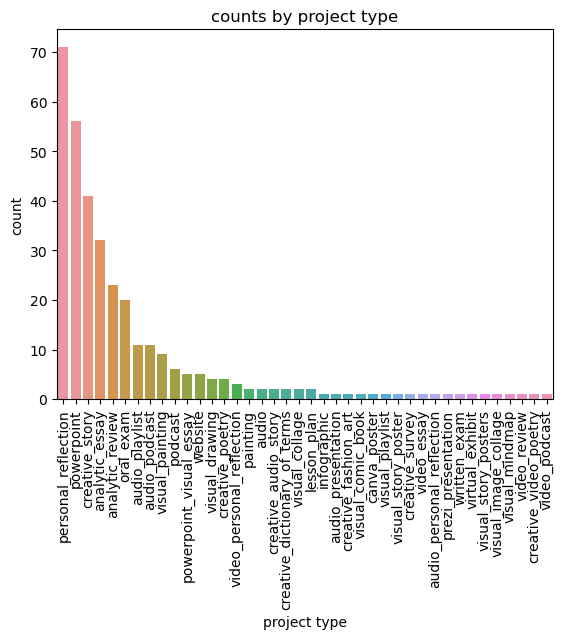 counts by project type
count
70
60
50
40
30
20
10
0
personal_reflection
powerpoint
creative_story
analytic_essay
analytic_review
oral_exam
audio_playlist
audio_podcast
visual_painting
podcast
powerpoint_visual_essay
website
visual_drawing
creative_poetry
video_personal_reflection
painting
audio
creative_audio_story
creative_dictionary_of_terms
visual_collage
lesson_plan
infographic
audio_presentation
creative_fashion_art
visual_comic_book
canva_poster
visual_playlist
visual_story_poster
creative_survey
video_essay
audio_personal_reflection
prezi_presentation
written_exam
virtual_exhibit
visual_story_posters
visual_image_collage
visual_mindmap
video_review
creative_video_poetry
video_podcast
project type